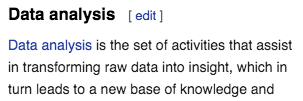 Data analysis [ edit ]
Data analysis is the set of activities that assist
in transforming raw data into insight, which in
turn leads to a new base of knowledge and